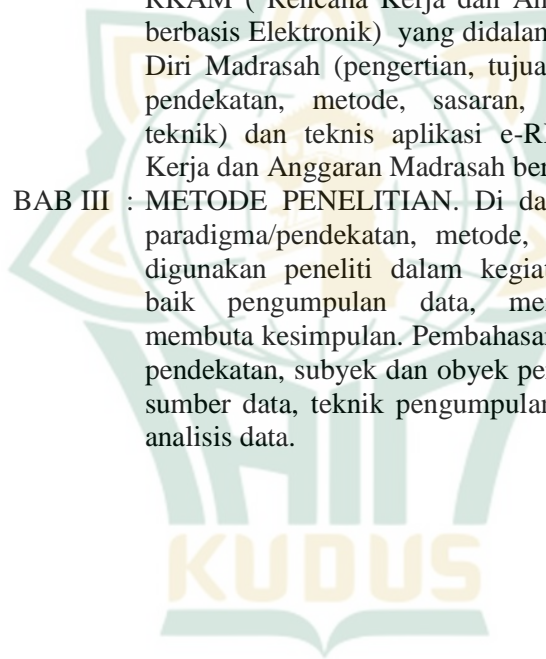 RKAM ( Rencana Kerja dan An
berbasis Elektronik) yang didalan
Diri Madrasah (pengertian, tujua
pendekatan, metode, sasaran,
teknik) dan teknis aplikasi e-R
Kerja dan Anggaran Madrasah ber
BAB III : METODE PENELITIAN. Di da
paradigma/pendekatan, metode,
digunakan peneliti dalam kegiat
baik pengumpulan data, me
membuta kesimpulan. Pembahasan
pendekatan, subyek dan obyek pe
sumber data, teknik pengumpulan
analisis data.
KUDUS